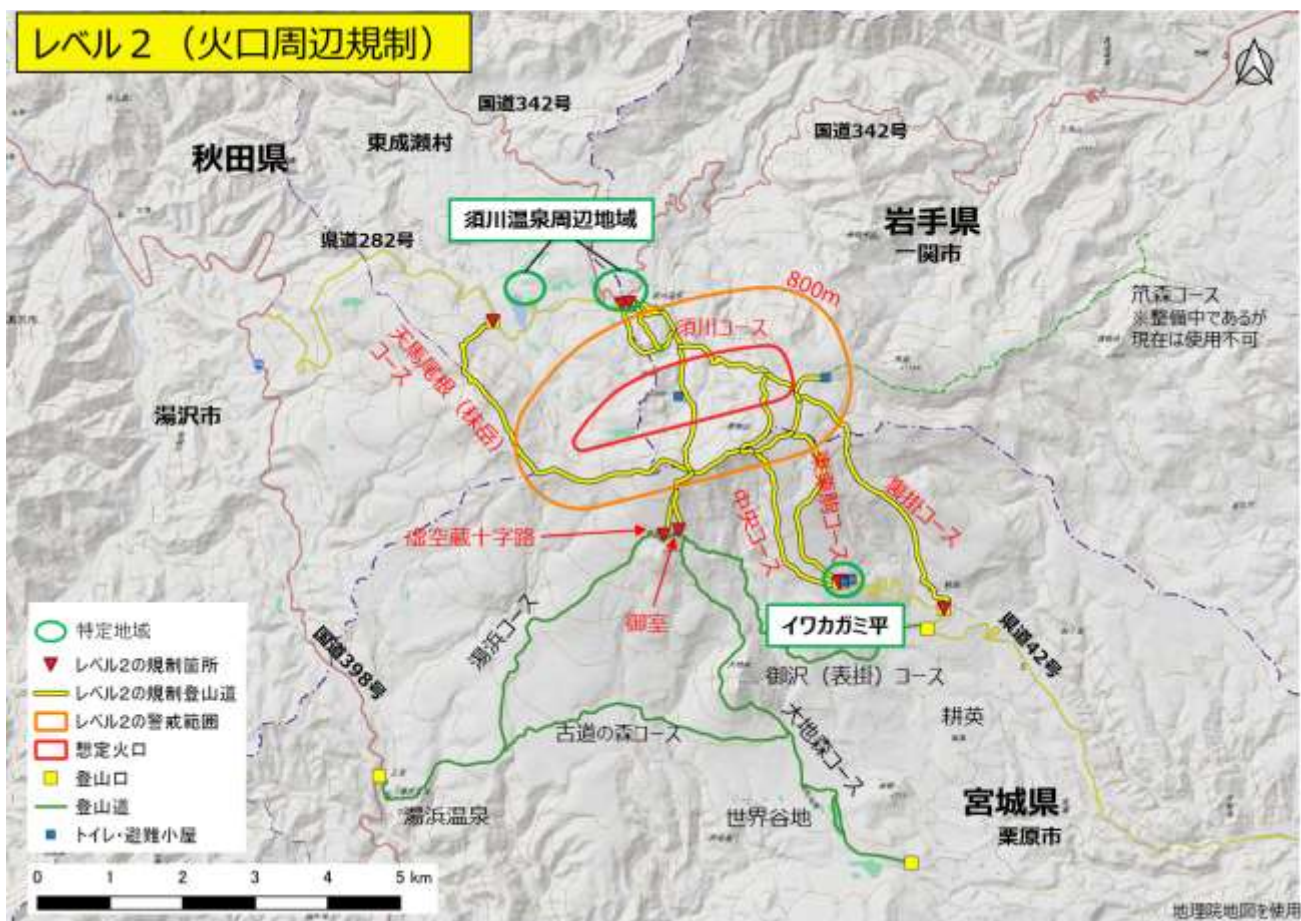 レベル2(火口周辺規制)
国道342号
国道342号
東成瀬村
秋田県
須川温泉周辺地域
岩手県
一関市
県道282号
800m
笊森コース
※整備中であるが
現在は使用不可
須川コース
天馬尾根(秣岳)
コース
湯沢市
東栗駒コース
裏掛コース
中央コース
虚空蔵十字路
御室
イワカガミ平
県道42号
湯浜コース
国道398号
御沢(表掛)コース
耕英
古道の森コース
大地森コース
宮城県
栗原市
世界谷地
湯浜温泉
特定地域
レベル2の規制箇所
レベル2の規制登山道
レベル2の警戒範囲
想定火口
登山口
登山道
トイレ・避難小屋
0 1 2 3 4 5 km
地理院地図を使用